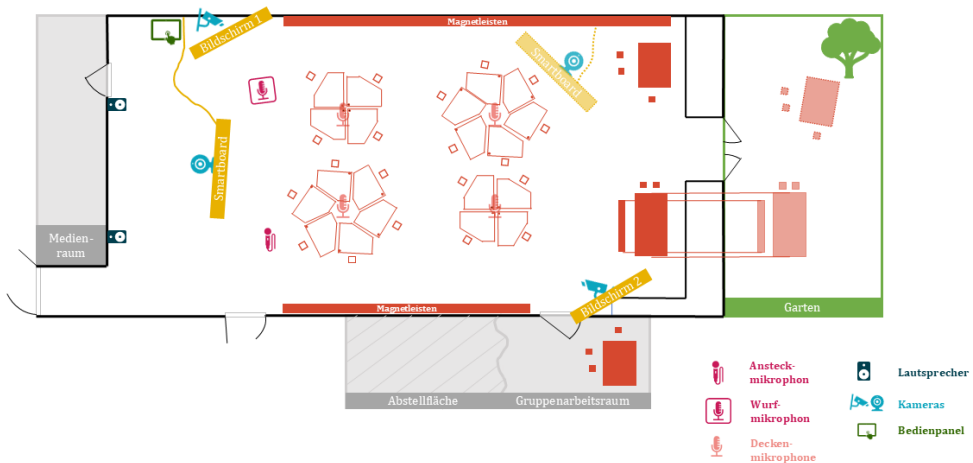 Magnetleisten
Bildschirm 1
Smartboard
Smartboard
Medien-
raum
Magnetleisten
Bildschirm 2
Garten
Abstellfläche
Gruppenarbeitsraum
Ansteck-
mikrophon
Wurf-
mikrophon
Decken-
mikrophone
Lautsprecher
Kameras
Bedienpanel